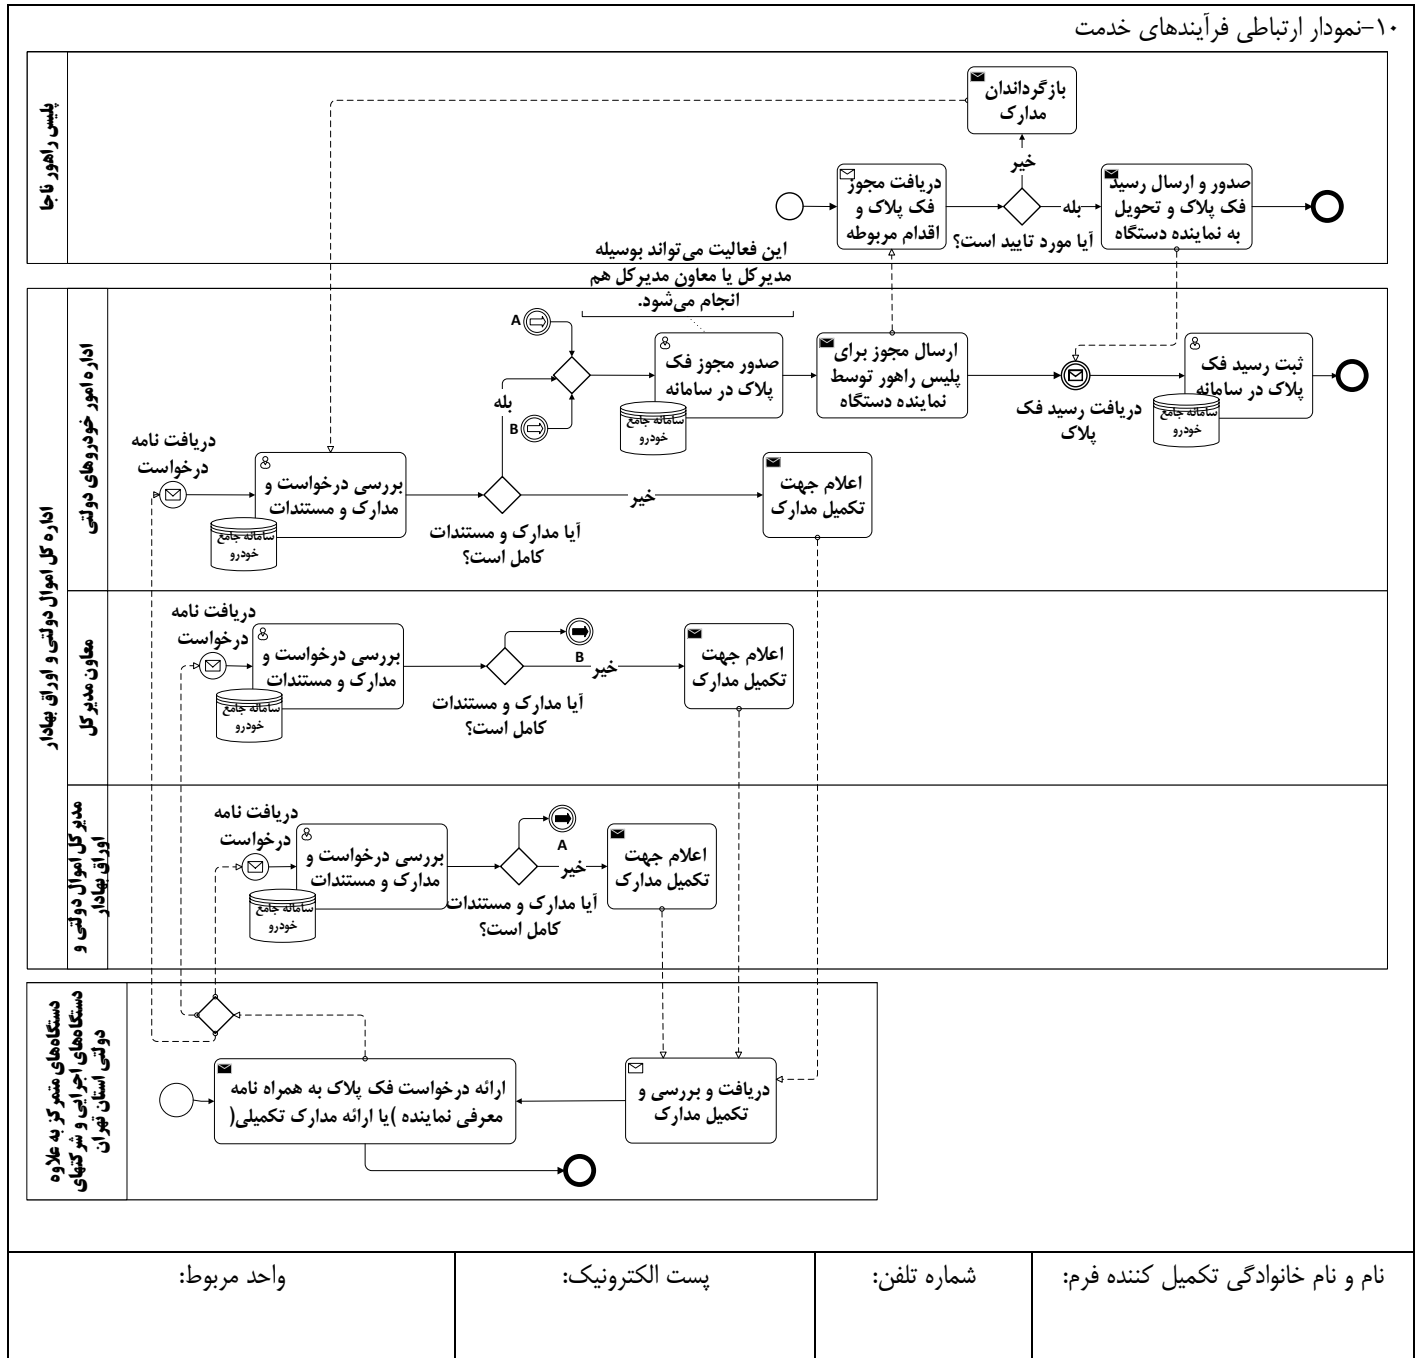 ۱۰-نمودار ارتباطی فرآیندهای خدمت
پلیس راهور ناجا
بازگرداندن
مدارک
خیر
دریافت مجوز
فک پلاک و
اقدام مربوطه
آیا مورد تایید است؟
بله
صدور و ارسال رسید
فک پلاک و تحویل
به نماینده دستگاه
اداره کل اموال دولتی و اوراق بهادار
اداره امور خودروهای دولتی
این فعالیت می‌تواند بوسیله
مدیرکل یا معاون مدیرکل هم
انجام می‌شود.
A
B
بله
صدور مجوز فک
پلاک در سامانه
سامانه جامع
خودرو
ارسال مجوز برای
پلیس راهور توسط
نماینده دستگاه
دریافت رسید فک
پلاک
ثبت رسید فک
پلاک در سامانه
سامانه جامع
خودرو
دریافت نامه
درخواست
بررسی درخواست و
مدارک و مستندات
سامانه جامع
خودرو
آیا مدارک و مستندات
کامل است؟
خیر
اعلام جهت
تکمیل مدارک
معاون مدیرکل
دریافت نامه
درخواست
بررسی درخواست و
مدارک و مستندات
سامانه جامع
خودرو
B
خیر
آیا مدارک و مستندات
کامل است؟
اعلام جهت
تکمیل مدارک
مدیرکل اموال دولتی و
اوراق بهادار
دریافت نامه
درخواست
بررسی درخواست و
مدارک و مستندات
سامانه جامع
خودرو
A
خیر
آیا مدارک و مستندات
کامل است؟
اعلام جهت
تکمیل مدارک
دستگاه‌های متمرکز به علاوه
دستگاه‌های اجرایی و شرکتهای
دولتی استان تهران
ارائه درخواست فک پلاک به همراه نامه
معرفی نماینده )یا ارائه مدارک تکمیلی(
دریافت و بررسی و
تکمیل مدارک
نام و نام خانوادگی تکمیل کننده فرم:
شماره تلفن:
پست الکترونیک:
واحد مربوط: